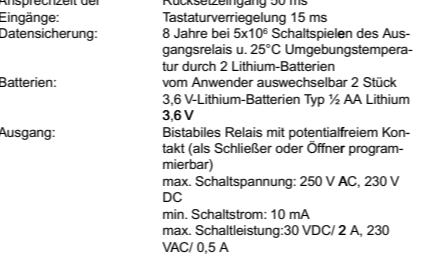 Ansprechzeit der Rücksetzeingang 50 ms
Eingänge: Tastaturverriegelung 15 ms
Datensicherung: 8 Jahre bei 5x10⁶ Schaltspielen des Aus-
gangsrelais u. 25°C Umgebungstempera-
tur durch 2 Lithium-Batterien
Batterien: vom Anwender auswechselbar 2 Stück
3,6 V-Lithium-Batterien Typ ½ AA Lithium
3,6 V
Ausgang: Bistabiles Relais mit potentialfreiem Kon-
takt (als Schließer oder Öffner program-
mierbar)
max. Schaltspannung: 250 V AC, 230 V
DC
min. Schaltstrom: 10 mA
max. Schaltleistung:30 VDC/ 2 A, 230
VAC/ 0,5 A